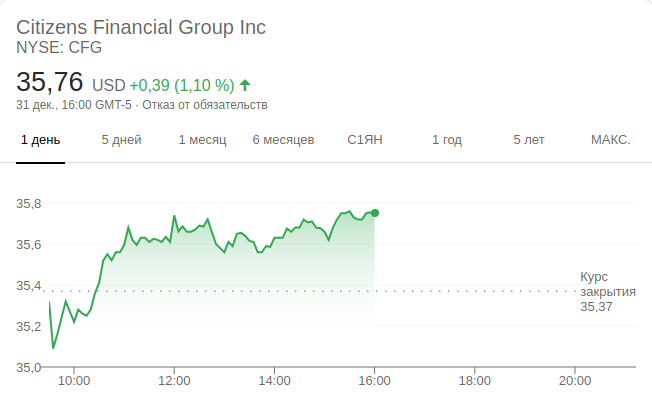 Citizens Financial Group Inc
NYSE: CFG
35,76 USD +0,39 (1,10 %)
31 дек., 16:00 GMT-5 · Отказ от обязательств
1 день 5 дней 1 месяц 6 месяцев С1ЯН 1 год 5 лет МАКС.
35,8
35,6
35,4
35,2
35,0
Курс
закрытия
35,37
10:00 12:00 14:00 16:00 18:00 20:00